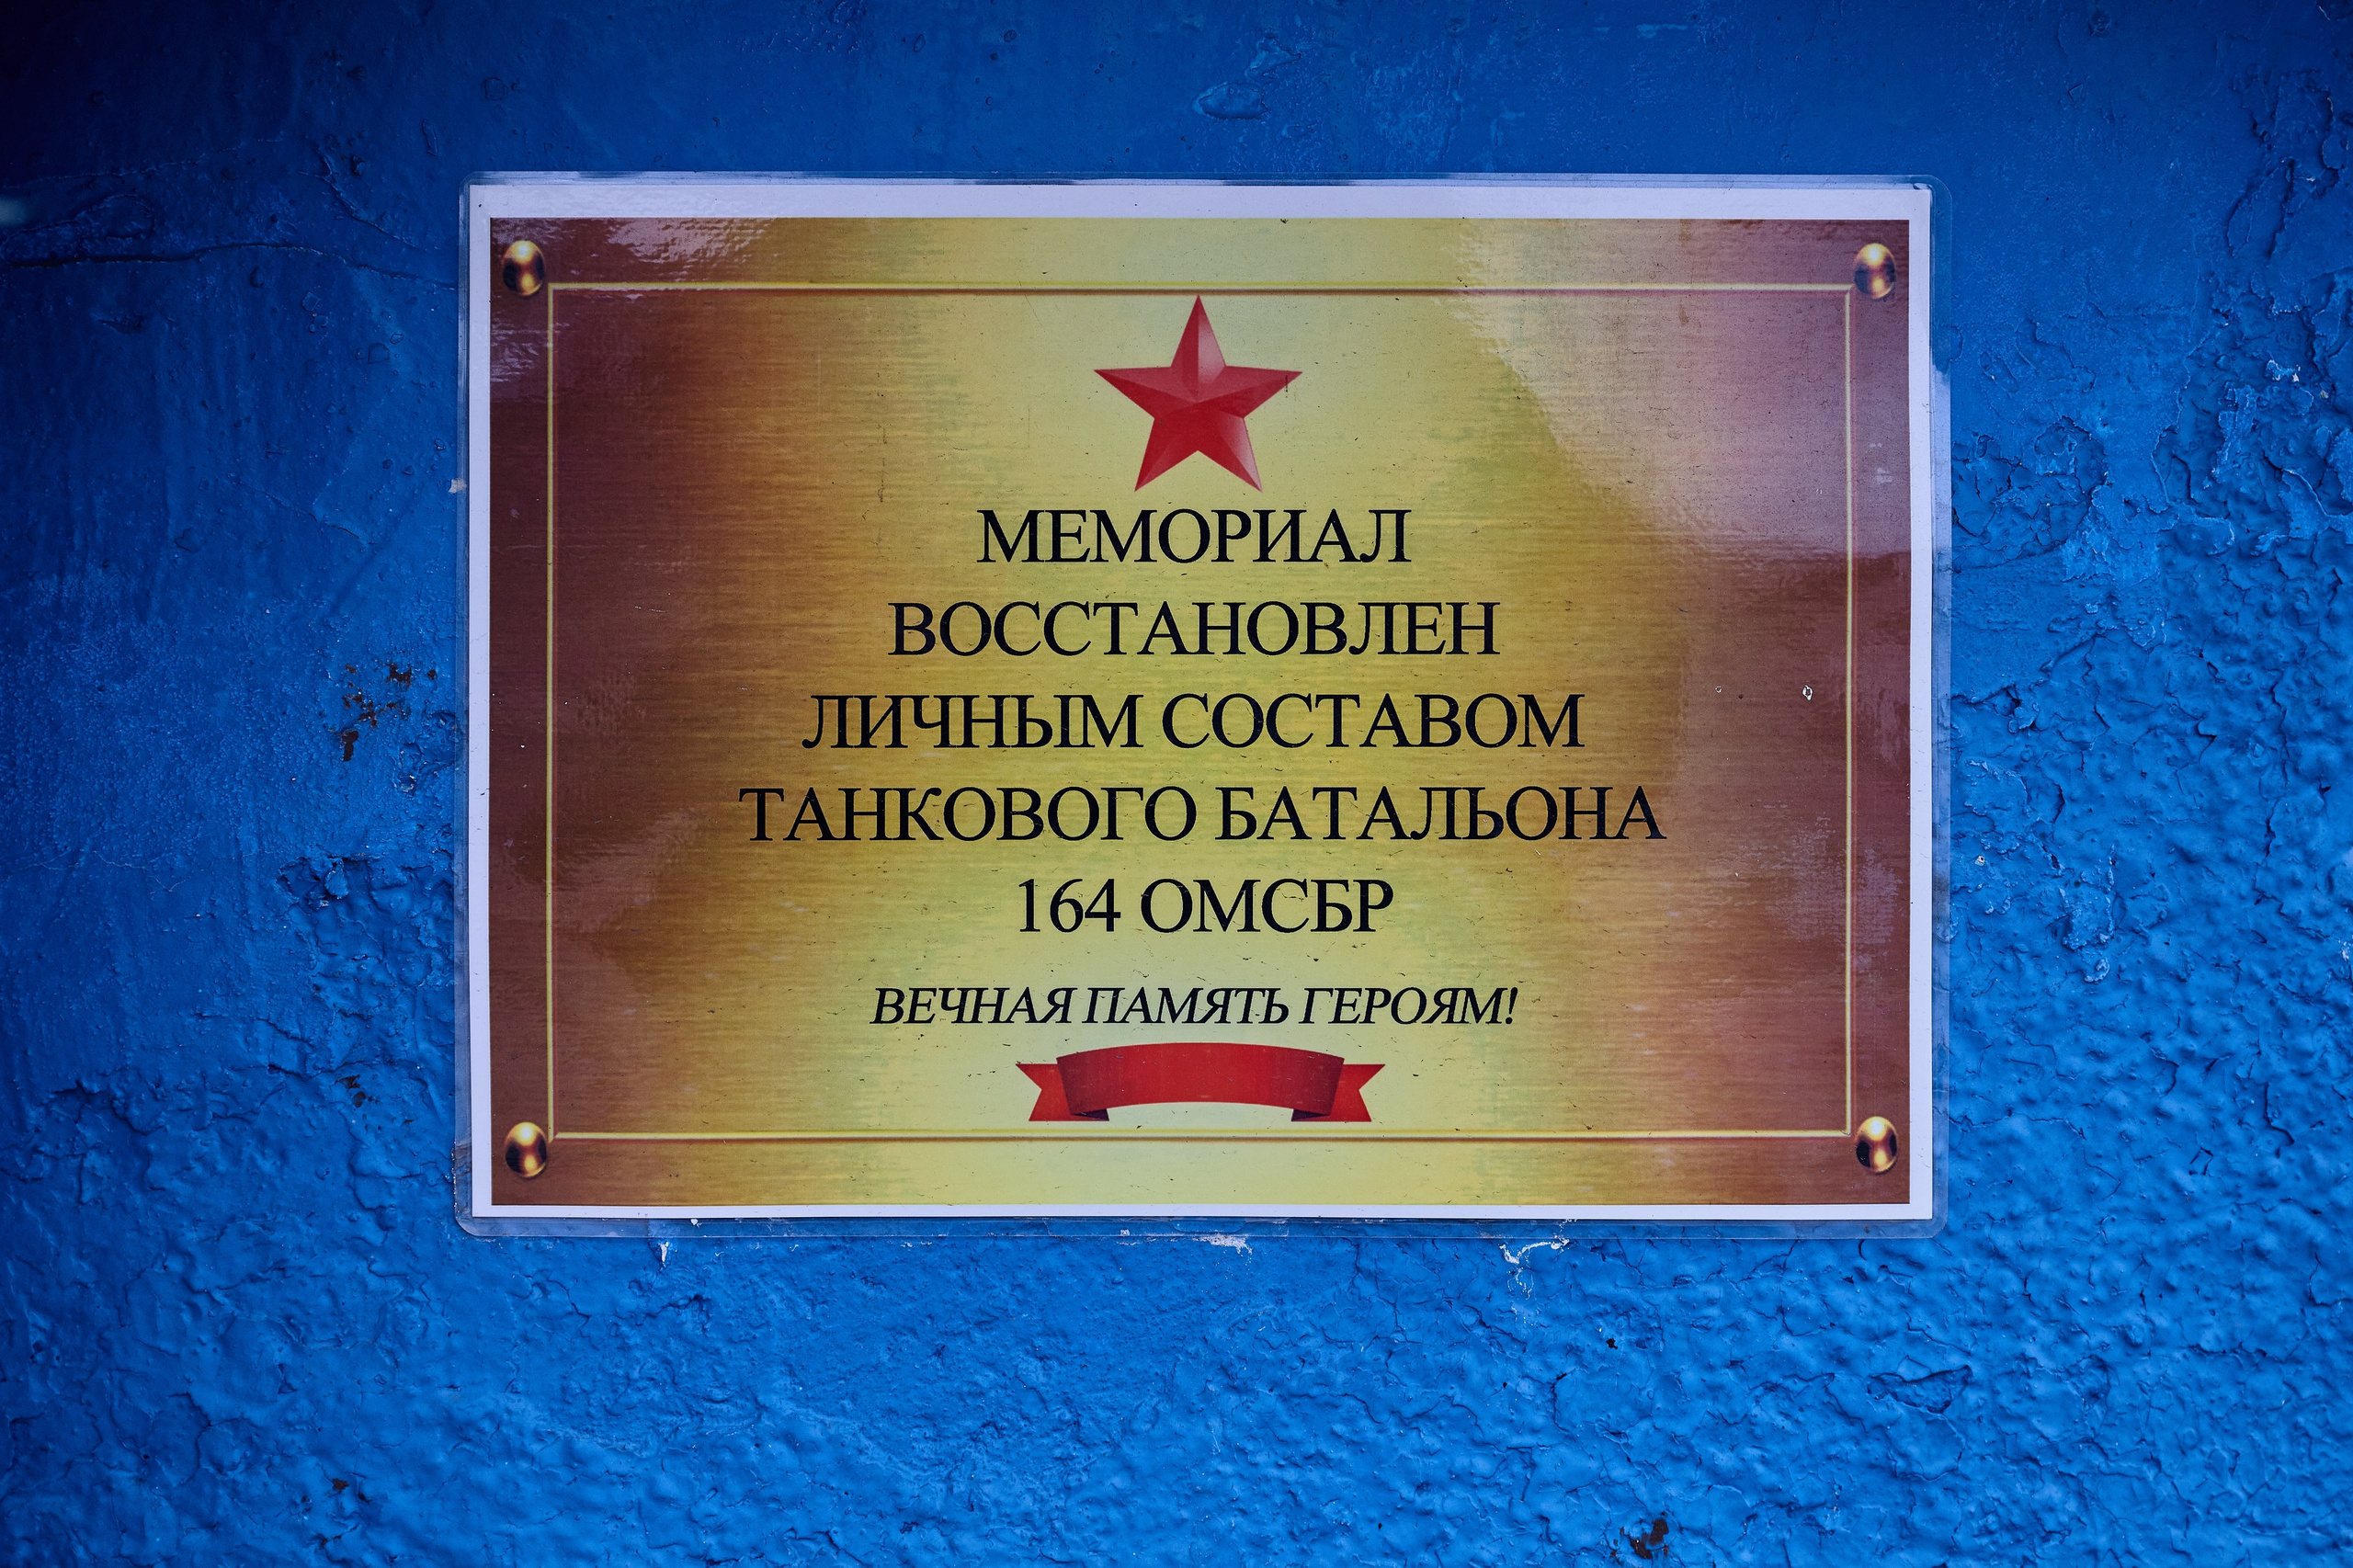 МЕМОРИАЛ
ВОССТАНОВЛЕН
ЛИЧНЫМ СОСТАВОМ
ТАНКОВОГО БАТАЛЬОНА
164 ОМСБР
ВЕЧНАЯ ПАМЯТЬ ГЕРОЯМ!